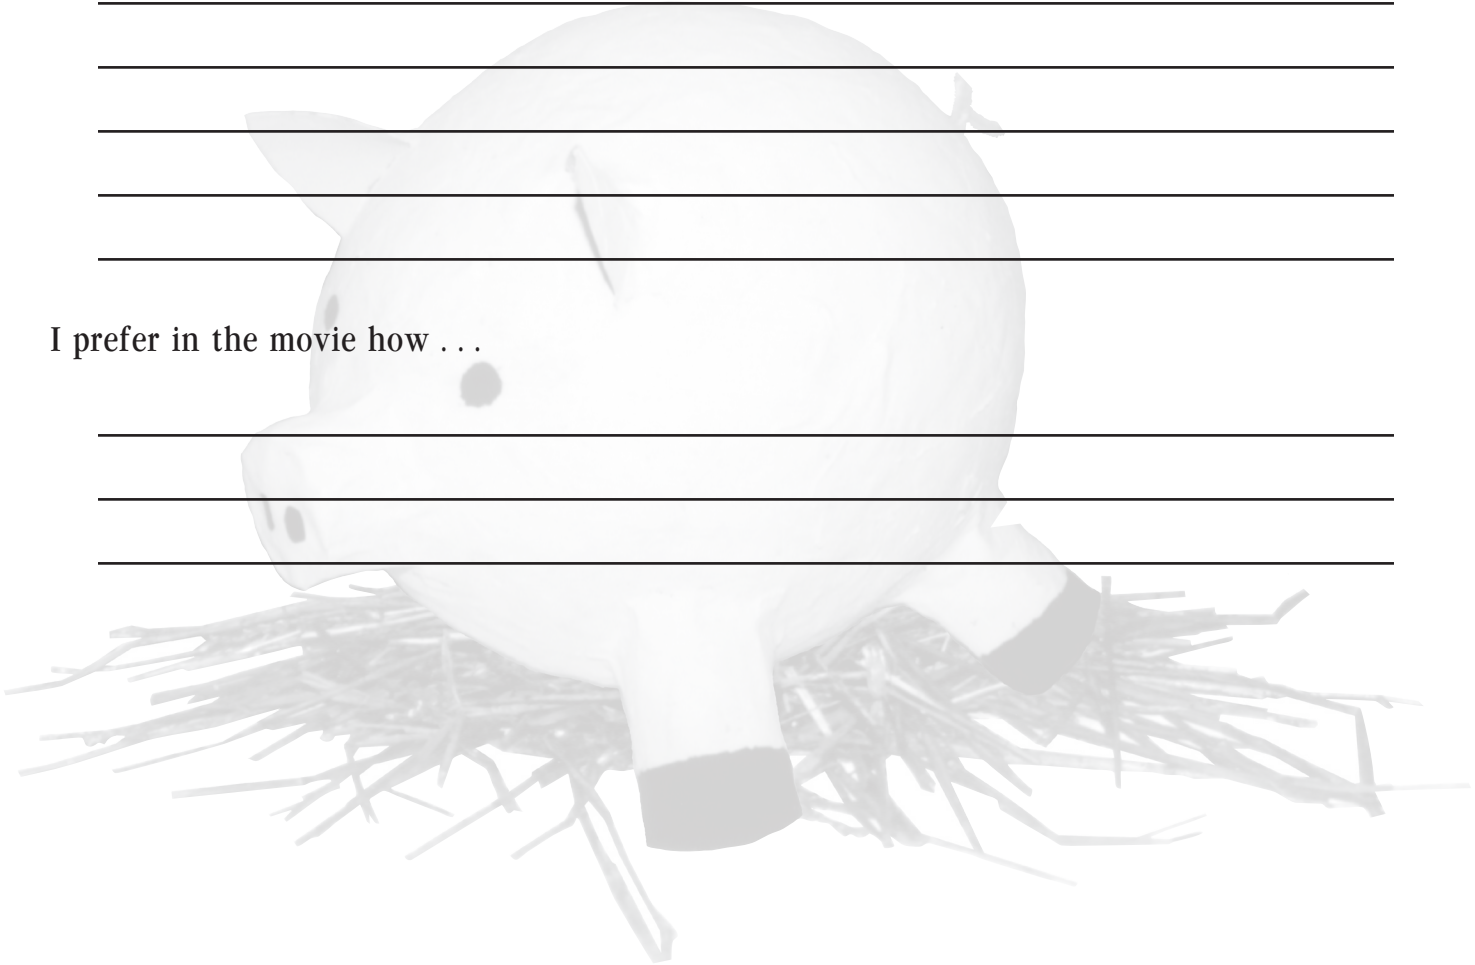 I prefer in the movie how . . .